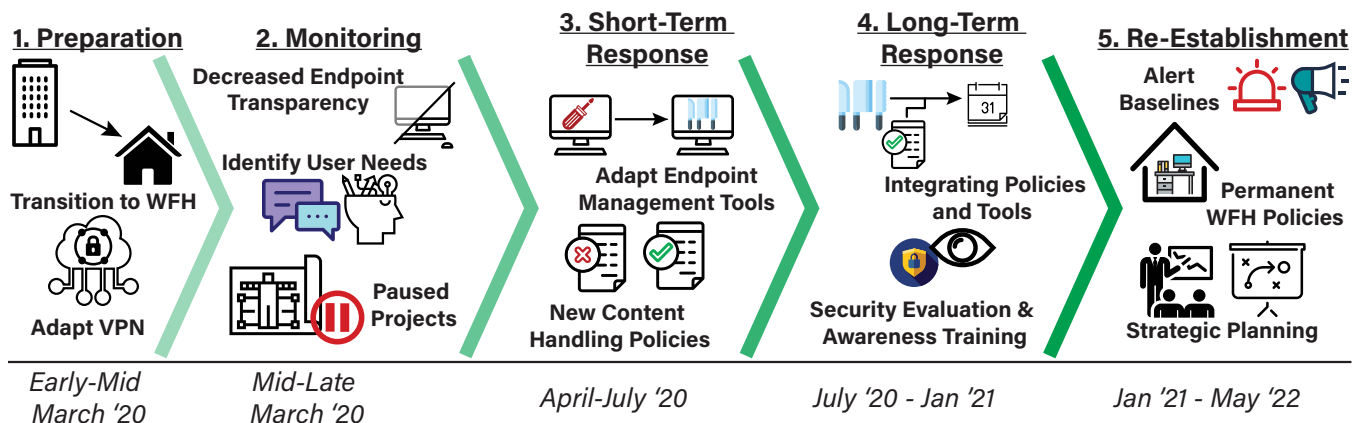 1. Preparation
Transition to WFH
Adapt VPN
Early-Mid
March '20
2. Monitoring
Decreased Endpoint
Transparency
Identify User Needs
Paused
Projects
Mid-Late
March '20
3. Short-Term
Response
Adapt Endpoint
Management Tools
New Content
Handling Policies
April-July '20
4. Long-Term
Response
31
Integrating Policies
and Tools
Security Evaluation &
Awareness Training
July '20 - Jan '21
5. Re-Establishment
Alert
Baselines
Permanent
WFH Policies
Strategic Planning
Jan '21 - May '22